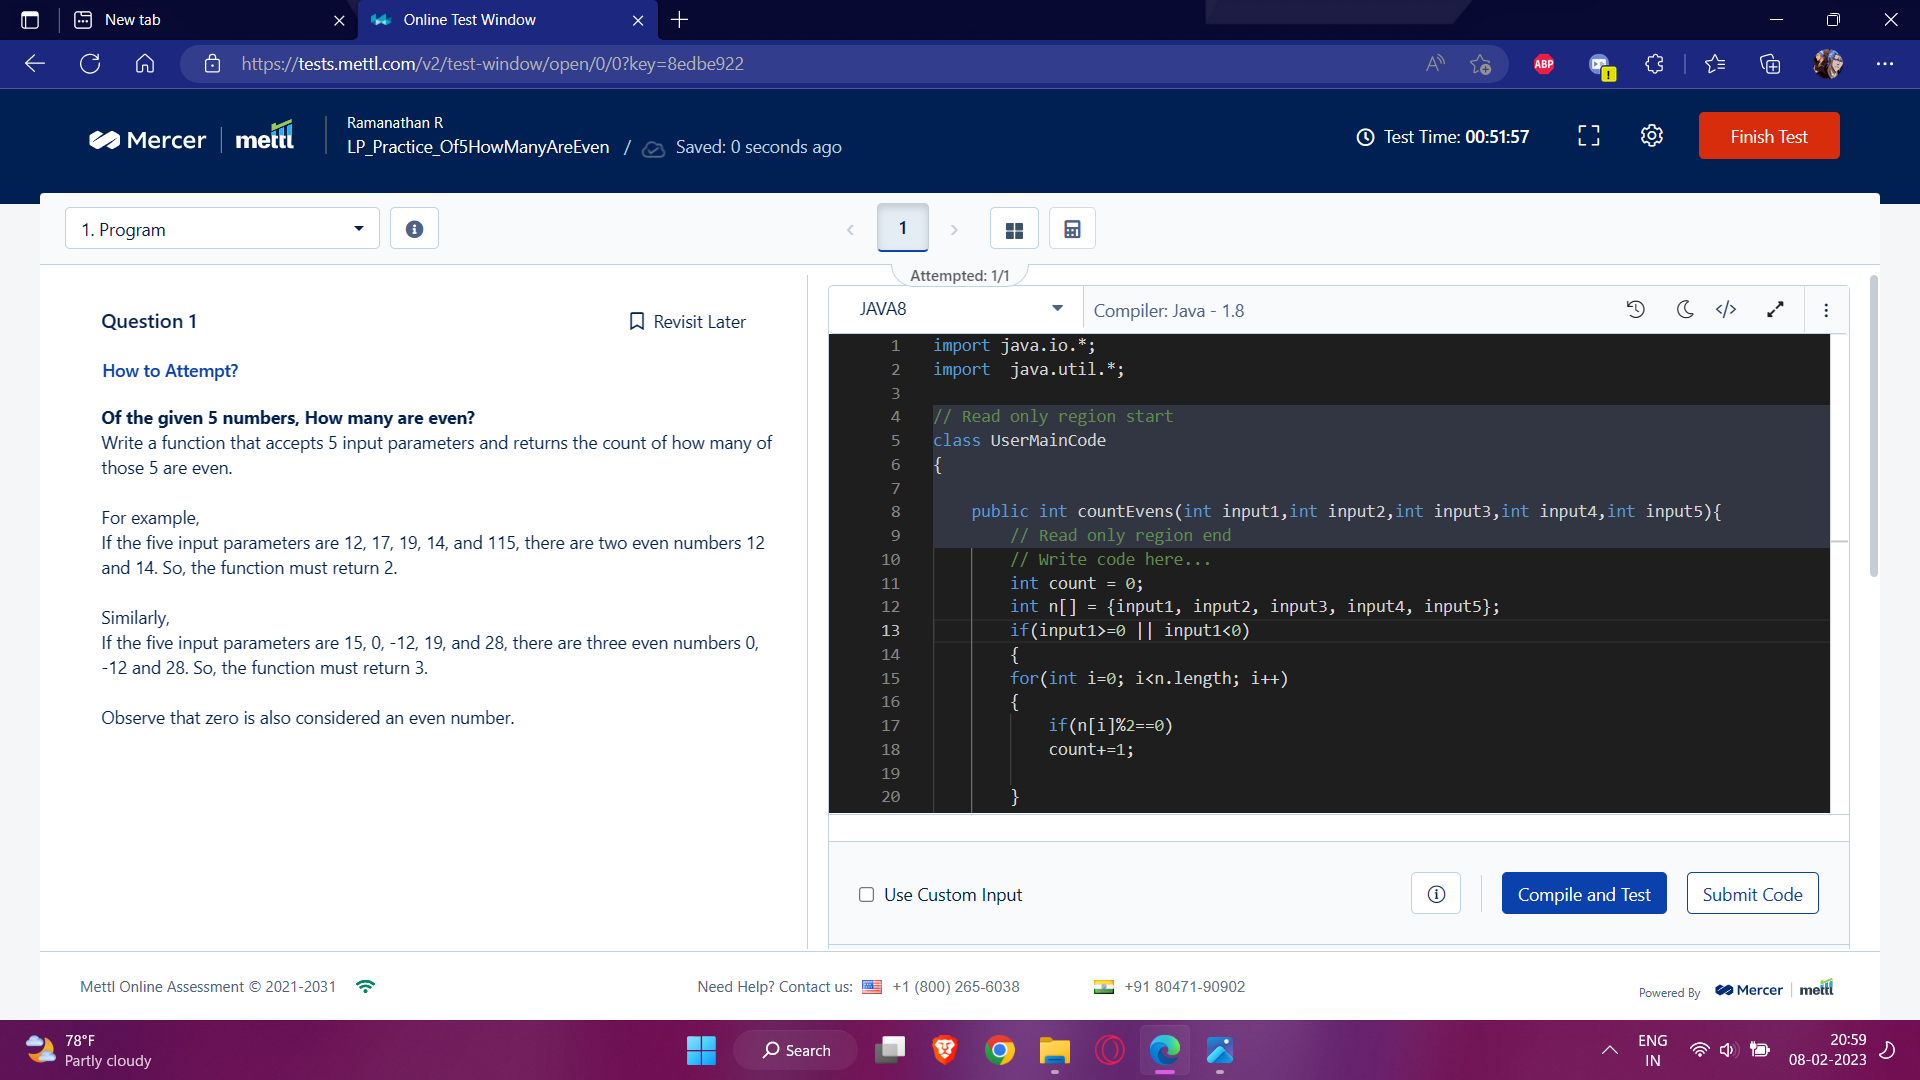 New tab
Online Test Window
https://tests.mettl.com/v2/test-window/open/0/0?key=8edbe922
ABP
Mercer | mettl
Ramanathan R
LP_Practice_Of5HowManyAreEven / Saved: 0 seconds ago
Test Time: 00:51:57
Finish Test
1. Program
1
Attempted: 1/1
Question 1
Revisit Later
How to Attempt?
Of the given 5 numbers, How many are even?
Write a function that accepts 5 input parameters and returns the count of how many of
those 5 are even.
For example,
If the five input parameters are 12, 17, 19, 14, and 115, there are two even numbers 12
and 14. So, the function must return 2.
Similarly,
If the five input parameters are 15, 0, -12, 19, and 28, there are three even numbers 0,
-12 and 28. So, the function must return 3.
Observe that zero is also considered an even number.
JAVA8
Compiler: Java - 1.8
</>
1 import java.io.*;
2 import  java.util.*;
3
4 // Read only region start
5 class UserMainCode
6 {
7
8     public int countEvens(int input1,int input2,int input3,int input4,int input5){
9         // Read only region end
10         // Write code here...
11         int count = 0;
12         int n[] = {input1, input2, input3, input4, input5};
13         if(input1>=0 || input1<0)
14         {
15         for(int i=0; i<n.length; i++)
16         {
17             if(n[i]%2==0)
18             count+=1;
19
20         }
Use Custom Input
Compile and Test
Submit Code
Mettl Online Assessment © 2021-2031
Need Help? Contact us: +1 (800) 265-6038
+91 80471-90902
Powered By Mercer | mettl
78°F
Partly cloudy
Search
ENG
IN
20:59
08-02-2023